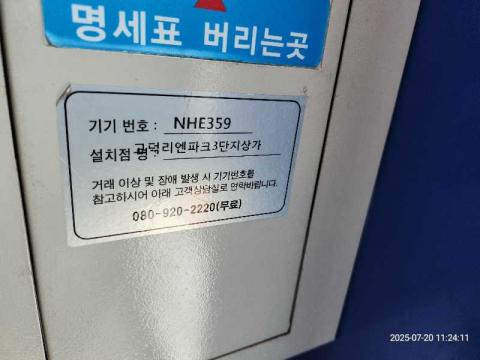 명세표 버리는곳
기기 번호 : NHE359
설치점 명 : 고덕리엔파크3단지상가
거래 이상 및 장애 발생 시 기기번호를
참고하시어 아래 고객상담실로 연락바랍니다.
080-920-2220(무료)
2025-07-20 11:24:11